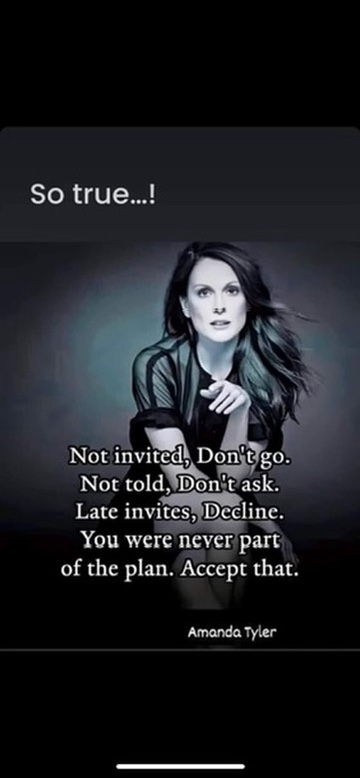 So true...!
Not invited, Don't go.
Not told, Don't ask.
Late invites, Decline.
You were never part
of the plan. Accept that.
Amanda Tyler